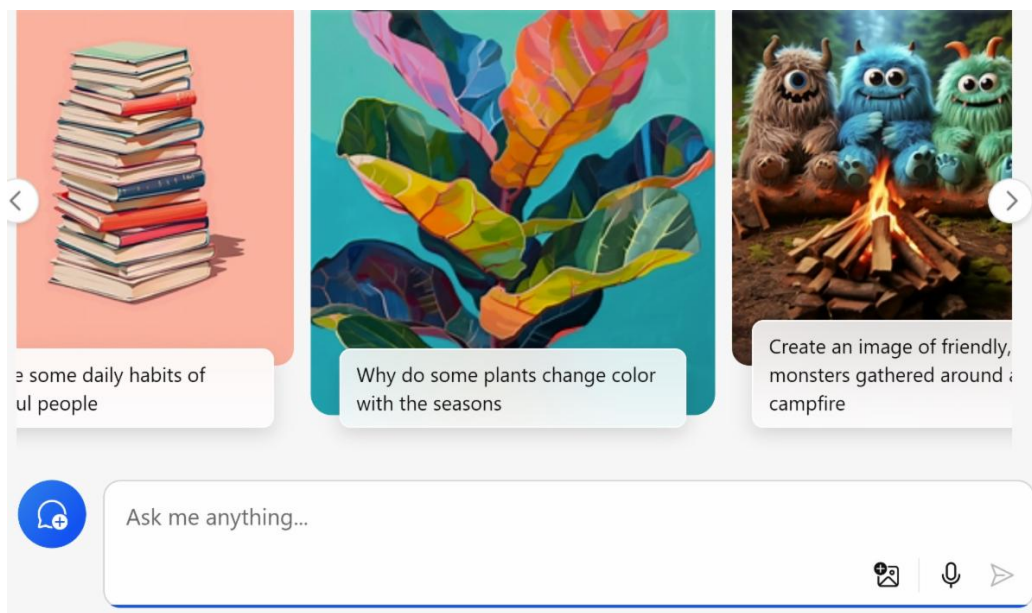 some daily habits of
people
Why do some plants change color
with the seasons
Create an image of friendly,
monsters gathered around
campfire
Ask me anything...